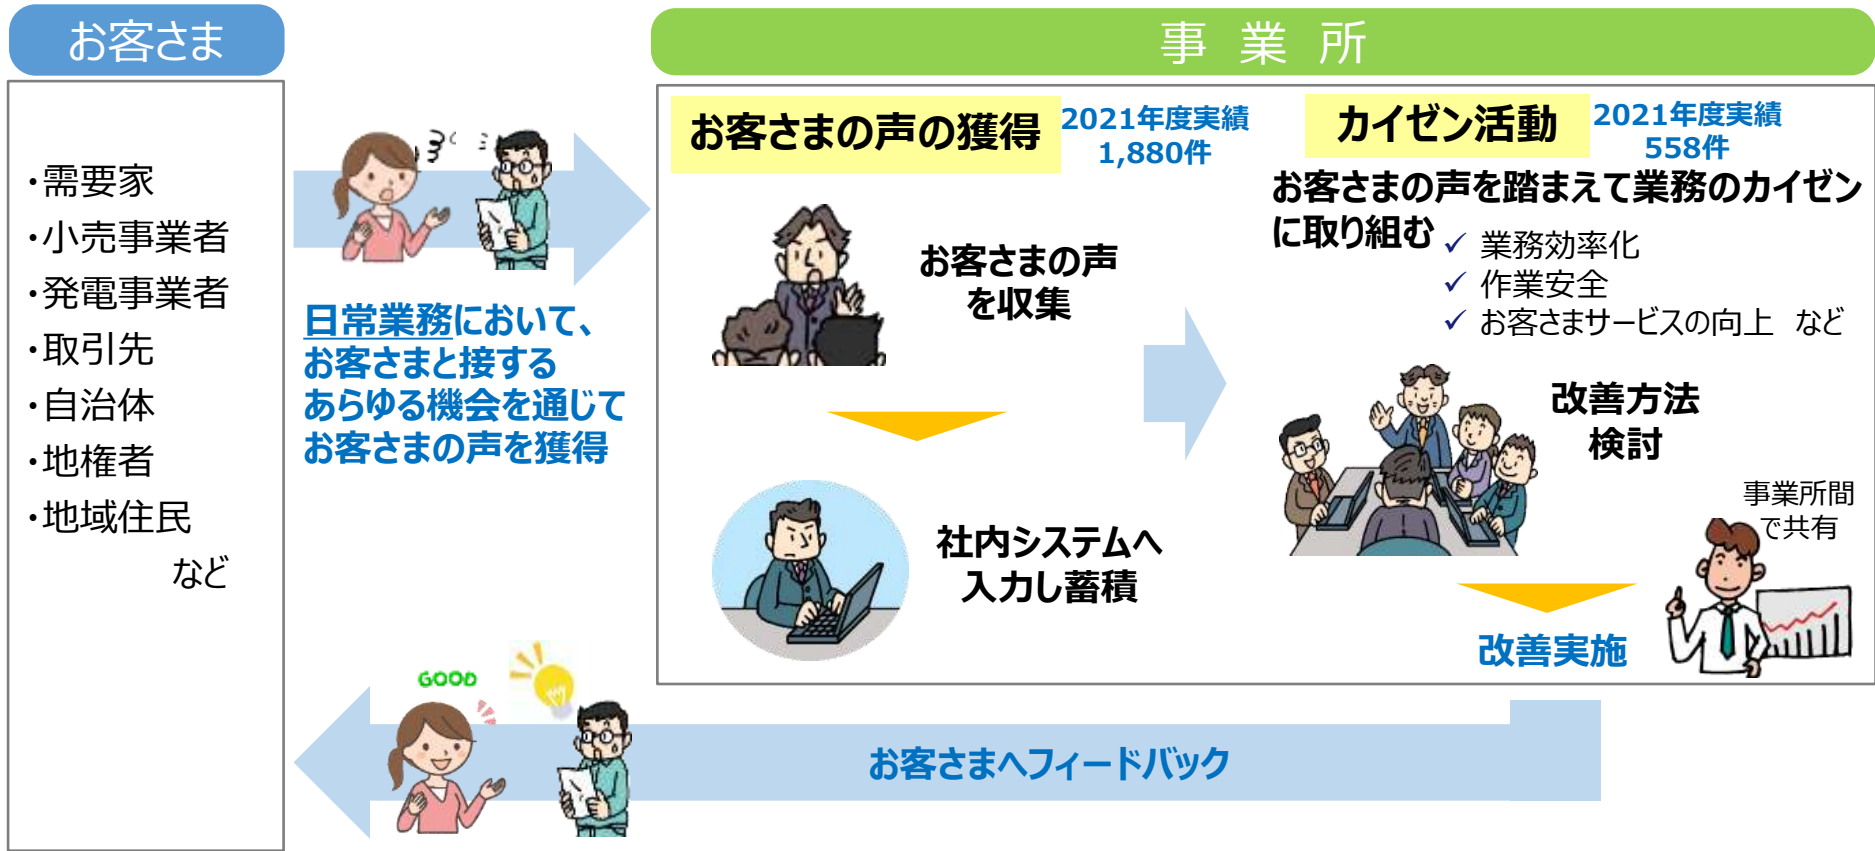 お客さま
・需要家
・小売事業者
・発電事業者
・取引先
・自治体
・地権者
・地域住民
など
日常業務において、
お客さまと接する
あらゆる機会を通じて
お客さまの声を獲得
事業所
お客さまの声の獲得
2021年度実績
1,880件
お客さまの声
を収集
社内システムへ
入力し蓄積
カイゼン活動
2021年度実績
558件
お客さまの声を踏まえて業務のカイゼン
に取り組む
✓ 業務効率化
✓ 作業安全
✓ お客さまサービスの向上 など
改善方法
検討
事業所間
で共有
改善実施
GOOD
お客さまへフィードバック